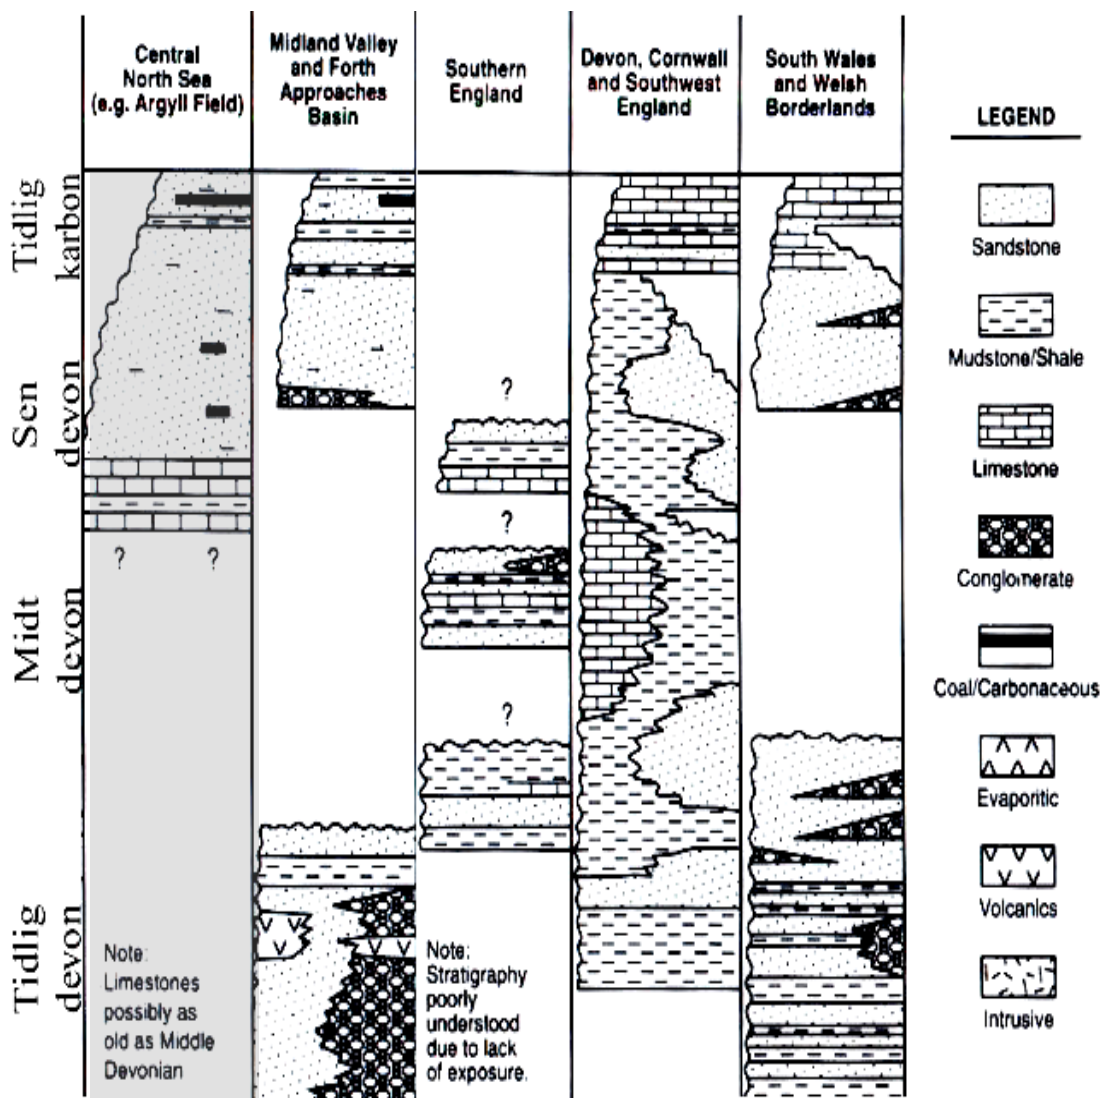 Central
North Sea
(e.g. Argyll Field)
Midland Valley
and Forth
Approaches
Basin
Southern
England
Devon, Cornwall
and Southwest
England
South Wales
and Welsh
Borderlands
LEGEND
Sandstone
Mudstone/Shale
Limestone
Conglomerate
Coal/Carbonaceous
Evaporitic
Volcanics
Intrusive
Tidlig
karbon
Sen
devon
Midt
devon
Tidlig
devon
?
?
?
?
?
Note:
Limestones
possibly as
old as Middle
Devonian
Note:
Stratigraphy
poorly
understood
due to lack
of exposure.